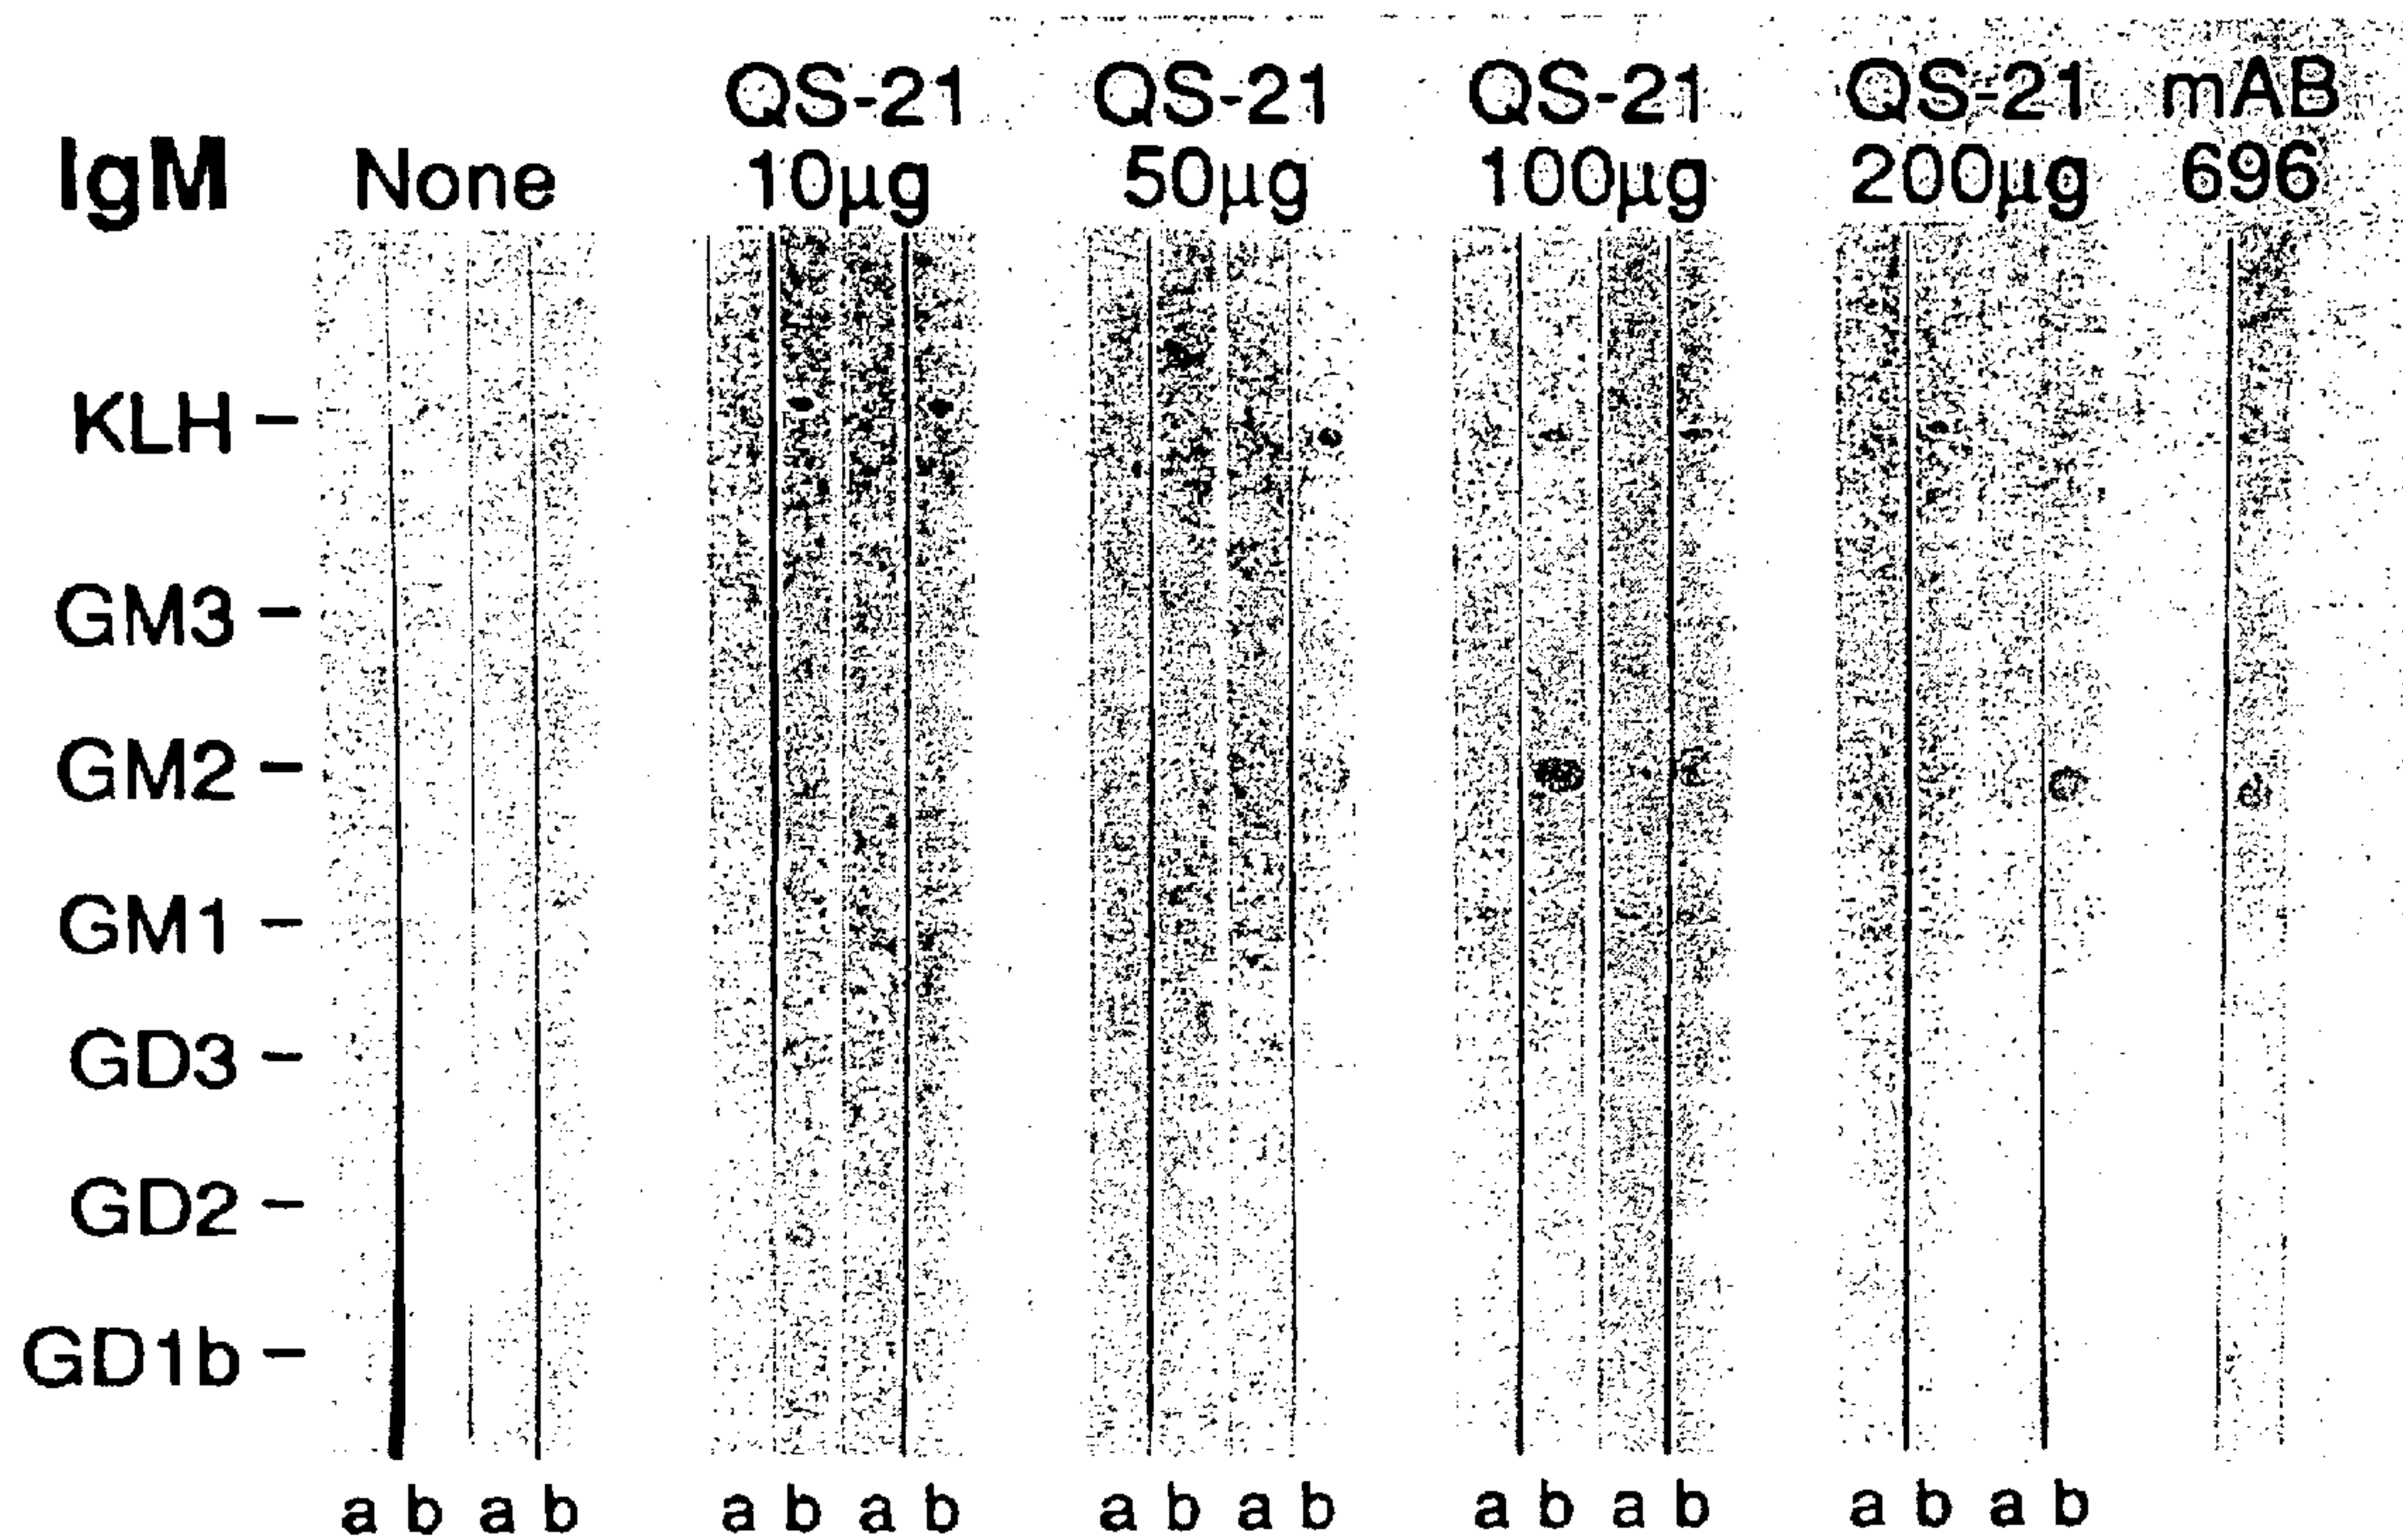 QS-21 QS-21 QS-21 QS-21 mAB
IgM None 10µg 50µg 100µg 200µg 696
KLH –
GM3 –
GM2 –
GM1 –
GD3 –
GD2 –
GD1b –
a b a b a b a b a b a b a b a b a b a b